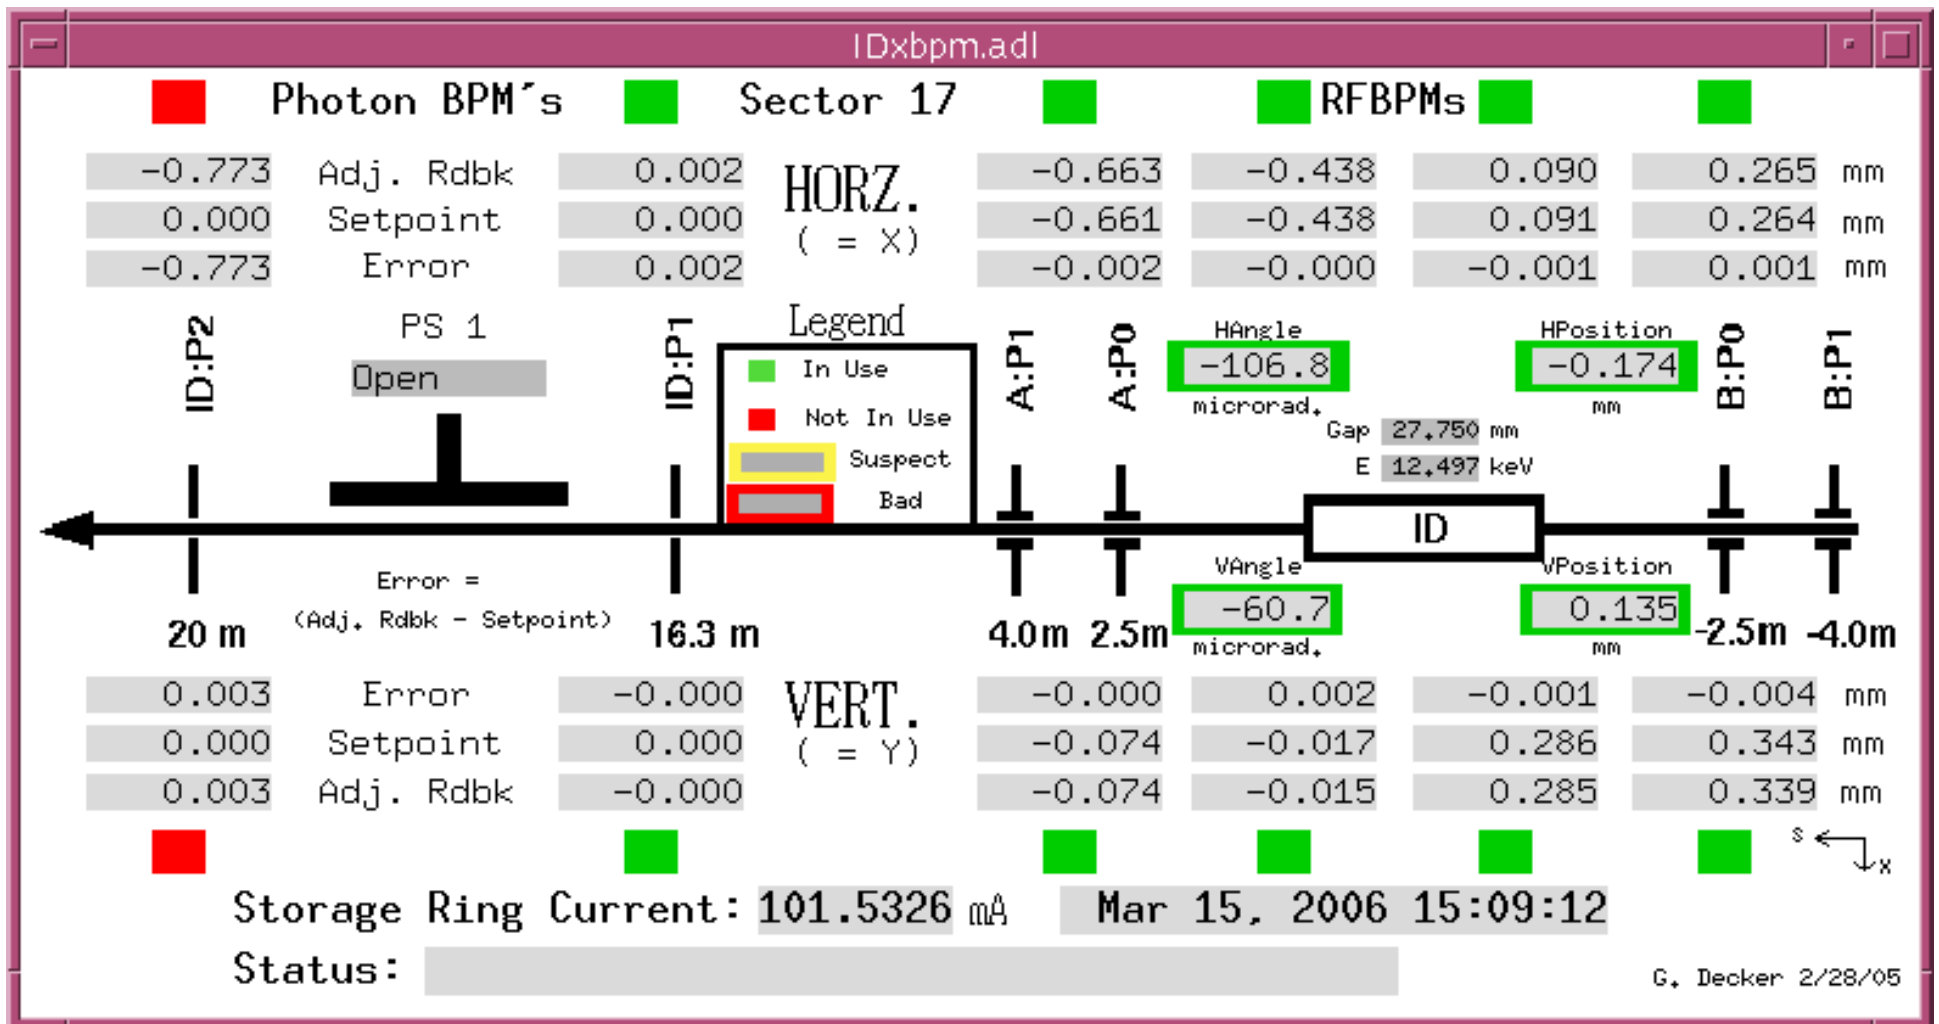 IDxbpm.adl
Photon BPM´s Sector 17 RFBPMs
-0.773 Adj. Rdbk 0.002 HORZ. -0.663 -0.438 0.090 0.265 mm
0.000 Setpoint 0.000 ( = X) -0.661 -0.438 0.091 0.264 mm
-0.773 Error 0.002 -0.002 -0.000 -0.001 0.001 mm
ID:P2 PS 1 ID:P1 Legend A:P1 A:P0 HAngle HPosition B:P0 B:P1
Open In Use -106.8 -0.174
Not In Use microrad. mm
Gap 27.750 mm
Suspect E 12.497 keV
Bad
ID
Error = VAngle VPosition
(Adj. Rdbk - Setpoint) -60.7 0.135
20 m 16.3 m 4.0m 2.5m microrad. mm -2.5m -4.0m
0.003 Error -0.000 VERT. -0.000 0.002 -0.001 -0.004 mm
0.000 Setpoint 0.000 ( = Y) -0.074 -0.017 0.286 0.343 mm
0.003 Adj. Rdbk -0.000 -0.074 -0.015 0.285 0.339 mm
S
X
Storage Ring Current: 101.5326 mA Mar 15, 2006 15:09:12
Status:
G. Decker 2/28/05